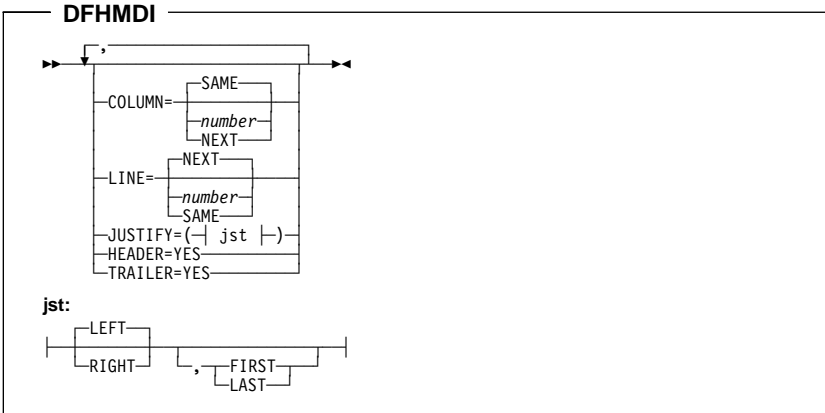 DFHMDI
,
SAME
COLUMN=
number
NEXT
NEXT
LINE=
number
SAME
JUSTIFY=( jst )
HEADER=YES
TRAILER=YES
jst:
LEFT
RIGHT , FIRST
LAST